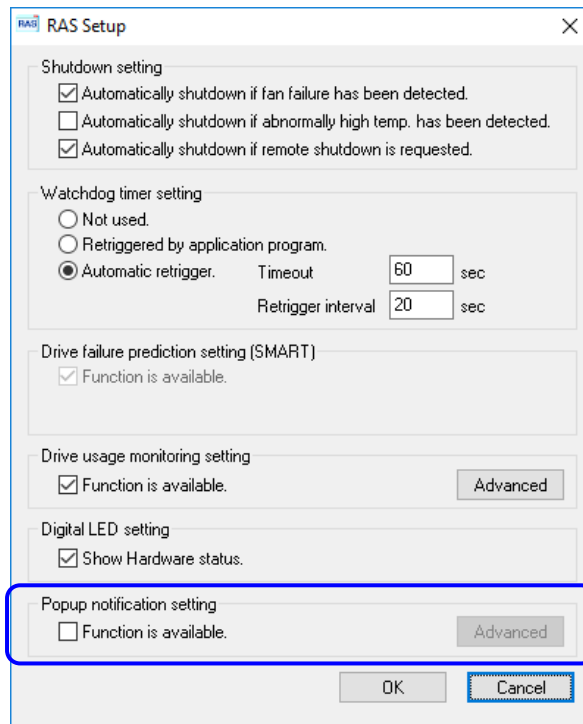 RAS RAS Setup
Shutdown setting
Automatically shutdown if fan failure has been detected.
Automatically shutdown if abnormally high temp. has been detected.
Automatically shutdown if remote shutdown is requested.
Watchdog timer setting
Not used.
Retriggered by application program.
Automatic retrigger. Timeout 60 sec
Retrigger interval 20 sec
Drive failure prediction setting (SMART)
Function is available.
Drive usage monitoring setting
Function is available. Advanced
Digital LED setting
Show Hardware status.
Popup notification setting
Function is available. Advanced
OK Cancel